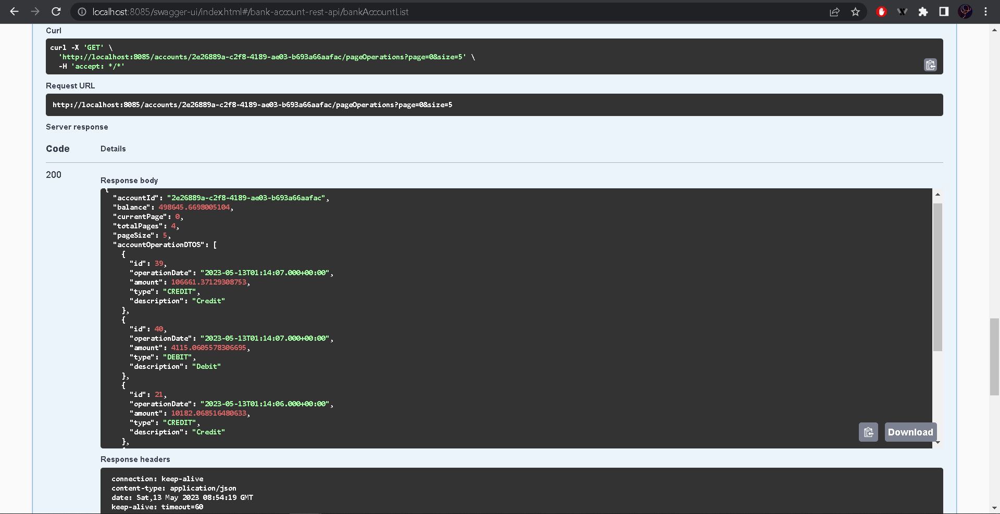 localhost:8085/swagger-ui/index.html#/bank-account-rest-api/bankAccountList
Curl
curl -X 'GET' \
'http://localhost:8085/accounts/2e26889a-c2f8-4189-ae03-b693a66aafac/pageOperations?page=0&size=5' \
-H 'accept: */*'
Request URL
http://localhost:8085/accounts/2e26889a-c2f8-4189-ae03-b693a66aafac/pageOperations?page=0&size=5
Server response
Code Details
200
Response body
{
"accountId": "2e26889a-c2f8-4189-ae03-b693a66aafac",
"balance": 498645.6698005104,
"currentPage": 0,
"totalPages": 4,
"pageSize": 5,
"accountOperationDTOS": [
{
"id": 39,
"operationDate": "2023-05-13T01:14:07.000+00:00",
"amount": 106661.37129308753,
"type": "CREDIT",
"description": "Credit"
},
{
"id": 40,
"operationDate": "2023-05-13T01:14:07.000+00:00",
"amount": 4115.0605578306695,
"type": "DEBIT",
"description": "Debit"
},
{
"id": 21,
"operationDate": "2023-05-13T01:14:06.000+00:00",
"amount": 10182.068516480633,
"type": "CREDIT",
"description": "Credit"
},
Download
Response headers
connection: keep-alive
content-type: application/json
date: Sat,13 May 2023 08:54:19 GMT
keep-alive: timeout=60